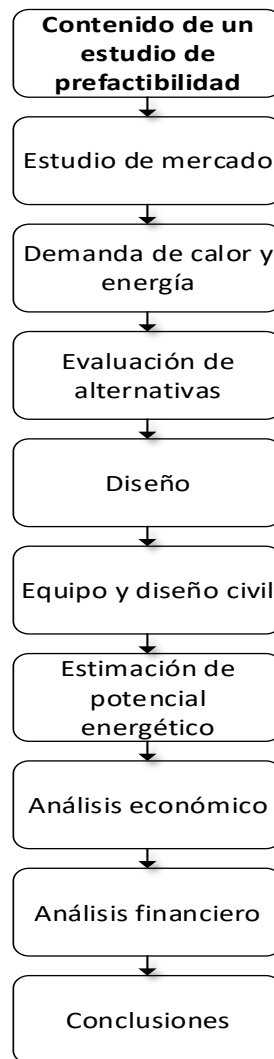 Contenido de un
estudio de
prefactibilidad
Estudio de mercado
Demanda de calor y
energía
Evaluación de
alternativas
Diseño
Equipo y diseño civil
Estimación de
potencial
energético
Análisis económico
Análisis financiero
Conclusiones